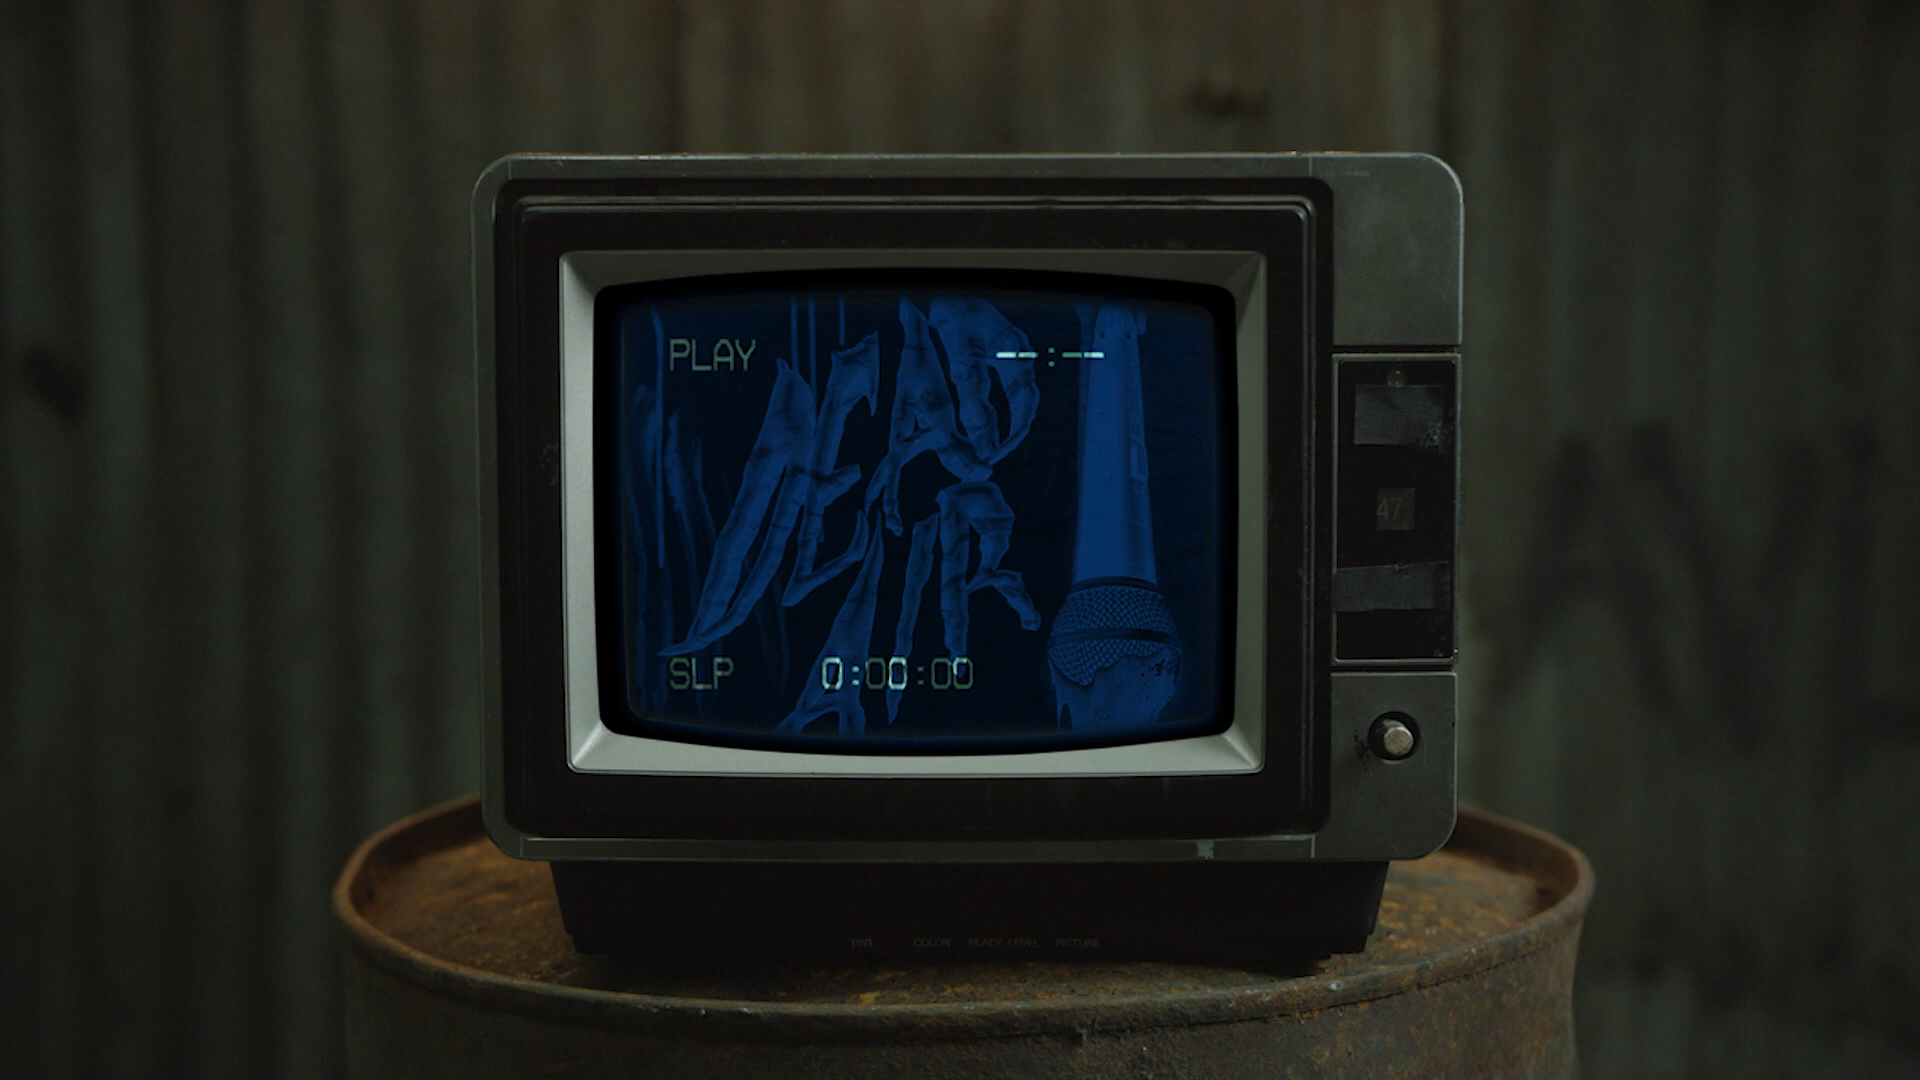 PLAY --:--
DEAD
AIR
SLP 0:00:00
47
TINT COLOR BLACK LEVEL PICTURE